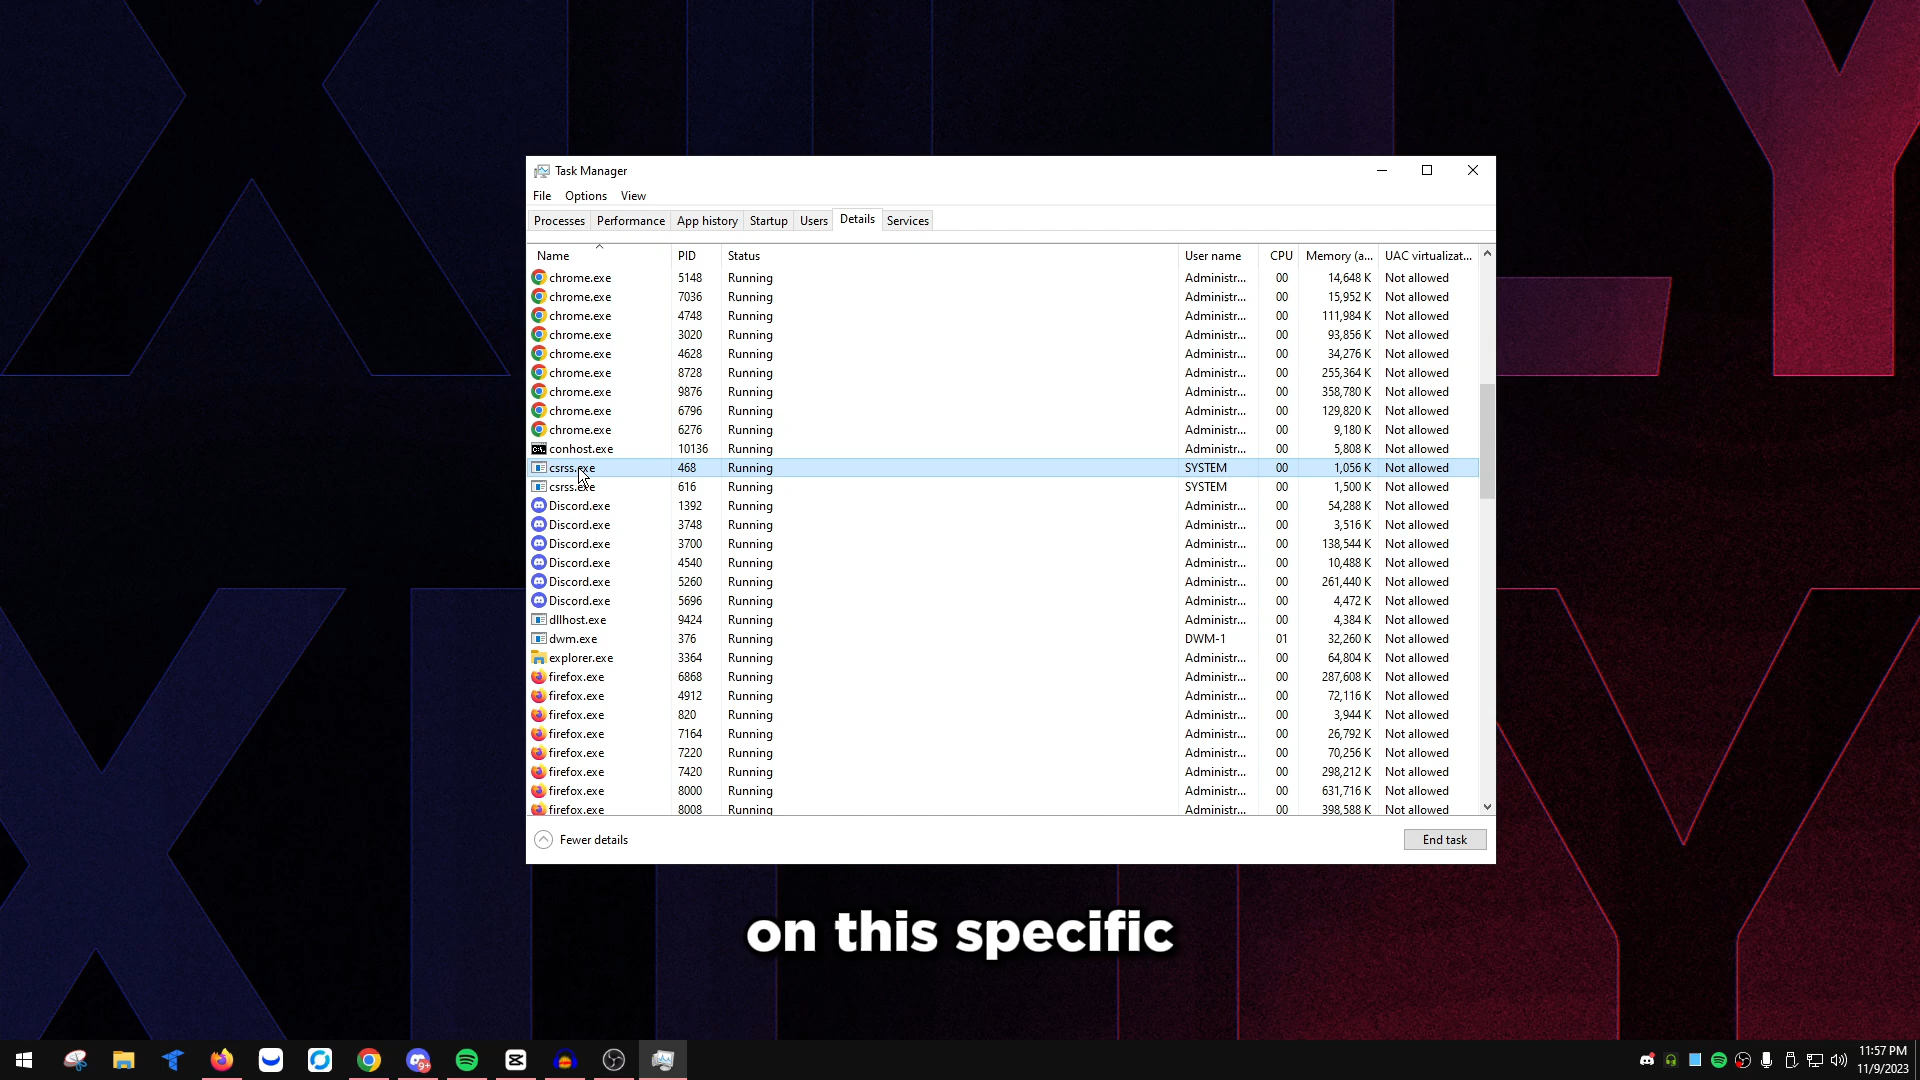 Task Manager
File Options View
Processes Performance App history Startup Users Details Services
Name PID Status User name CPU Memory (a... UAC virtualizat...
chrome.exe 5148 Running Administr... 00 14,648 K Not allowed
chrome.exe 7036 Running Administr... 00 15,952 K Not allowed
chrome.exe 4748 Running Administr... 00 111,984 K Not allowed
chrome.exe 3020 Running Administr... 00 93,856 K Not allowed
chrome.exe 4628 Running Administr... 00 34,276 K Not allowed
chrome.exe 8728 Running Administr... 00 255,364 K Not allowed
chrome.exe 9876 Running Administr... 00 358,780 K Not allowed
chrome.exe 6796 Running Administr... 00 129,820 K Not allowed
chrome.exe 6276 Running Administr... 00 9,180 K Not allowed
conhost.exe 10136 Running Administr... 00 5,808 K Not allowed
csrss.exe 468 Running SYSTEM 00 1,056 K Not allowed
csrss.exe 616 Running SYSTEM 00 1,500 K Not allowed
Discord.exe 1392 Running Administr... 00 54,288 K Not allowed
Discord.exe 3748 Running Administr... 00 3,516 K Not allowed
Discord.exe 3700 Running Administr... 00 138,544 K Not allowed
Discord.exe 4540 Running Administr... 00 10,488 K Not allowed
Discord.exe 5260 Running Administr... 00 261,440 K Not allowed
Discord.exe 5696 Running Administr... 00 4,472 K Not allowed
dllhost.exe 9424 Running Administr... 00 4,384 K Not allowed
dwm.exe 376 Running DWM-1 01 32,260 K Not allowed
explorer.exe 3364 Running Administr... 00 64,804 K Not allowed
firefox.exe 6868 Running Administr... 00 287,608 K Not allowed
firefox.exe 4912 Running Administr... 00 72,116 K Not allowed
firefox.exe 820 Running Administr... 00 3,944 K Not allowed
firefox.exe 7164 Running Administr... 00 26,792 K Not allowed
firefox.exe 7220 Running Administr... 00 70,256 K Not allowed
firefox.exe 7420 Running Administr... 00 298,212 K Not allowed
firefox.exe 8000 Running Administr... 00 631,716 K Not allowed
firefox.exe 8008 Running Administr... 00 398,588 K Not allowed
Fewer details End task
on this specific
9+
11:57 PM
11/9/2023